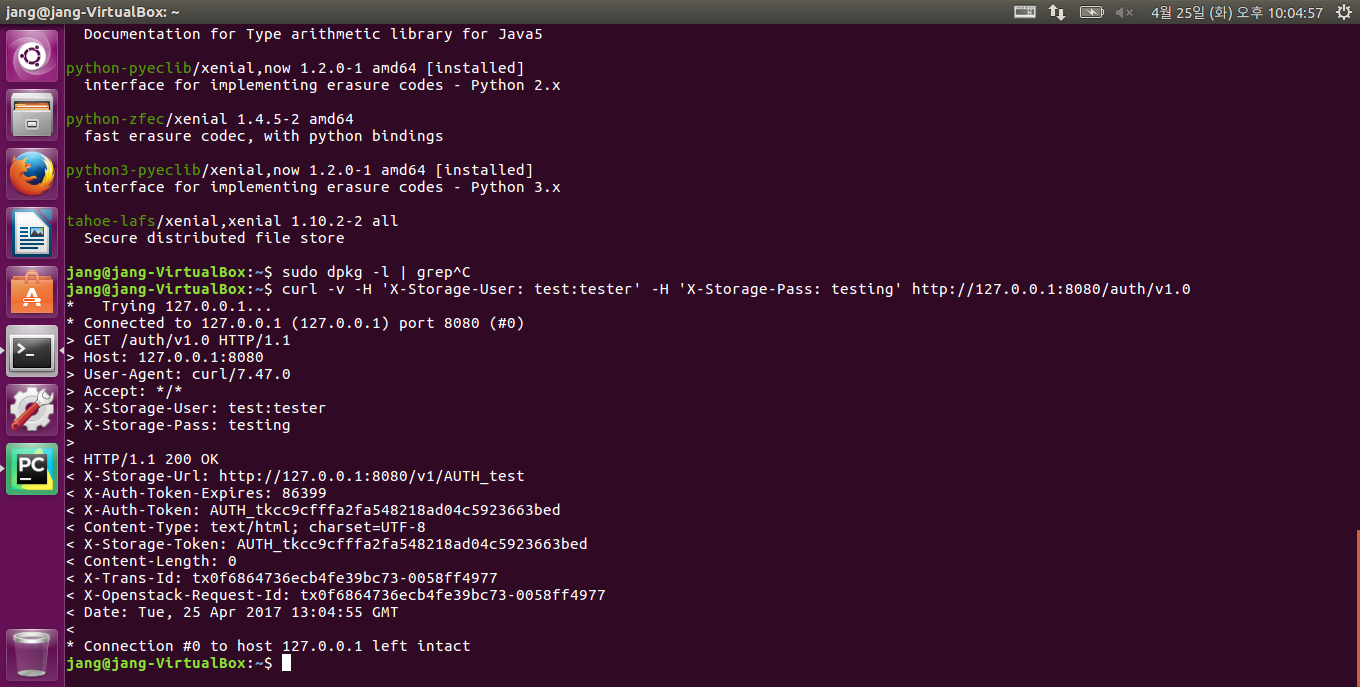 jang@jang-VirtualBox: ~
4월 25일 (화) 오후 10:04:57
Documentation for Type arithmetic library for Java5
python-pyeclib/xenial,now 1.2.0-1 amd64 [installed]
interface for implementing erasure codes - Python 2.x
python-zfec/xenial 1.4.5-2 amd64
fast erasure codec, with python bindings
python3-pyeclib/xenial,now 1.2.0-1 amd64 [installed]
interface for implementing erasure codes - Python 3.x
tahoe-lafs/xenial,xenial 1.10.2-2 all
Secure distributed file store
jang@jang-VirtualBox:~$ sudo dpkg -l | grep^C
jang@jang-VirtualBox:~$ curl -v -H 'X-Storage-User: test:tester' -H 'X-Storage-Pass: testing' http://127.0.0.1:8080/auth/v1.0
*   Trying 127.0.0.1...
* Connected to 127.0.0.1 (127.0.0.1) port 8080 (#0)
> GET /auth/v1.0 HTTP/1.1
> Host: 127.0.0.1:8080
> User-Agent: curl/7.47.0
> Accept: */*
> X-Storage-User: test:tester
> X-Storage-Pass: testing
>
< HTTP/1.1 200 OK
< X-Storage-Url: http://127.0.0.1:8080/v1/AUTH_test
< X-Auth-Token-Expires: 86399
< X-Auth-Token: AUTH_tkcc9cfffa2fa548218ad04c5923663bed
< Content-Type: text/html; charset=UTF-8
< X-Storage-Token: AUTH_tkcc9cfffa2fa548218ad04c5923663bed
< Content-Length: 0
< X-Trans-Id: tx0f6864736ecb4fe39bc73-0058ff4977
< X-Openstack-Request-Id: tx0f6864736ecb4fe39bc73-0058ff4977
< Date: Tue, 25 Apr 2017 13:04:55 GMT
<
* Connection #0 to host 127.0.0.1 left intact
jang@jang-VirtualBox:~$
PC